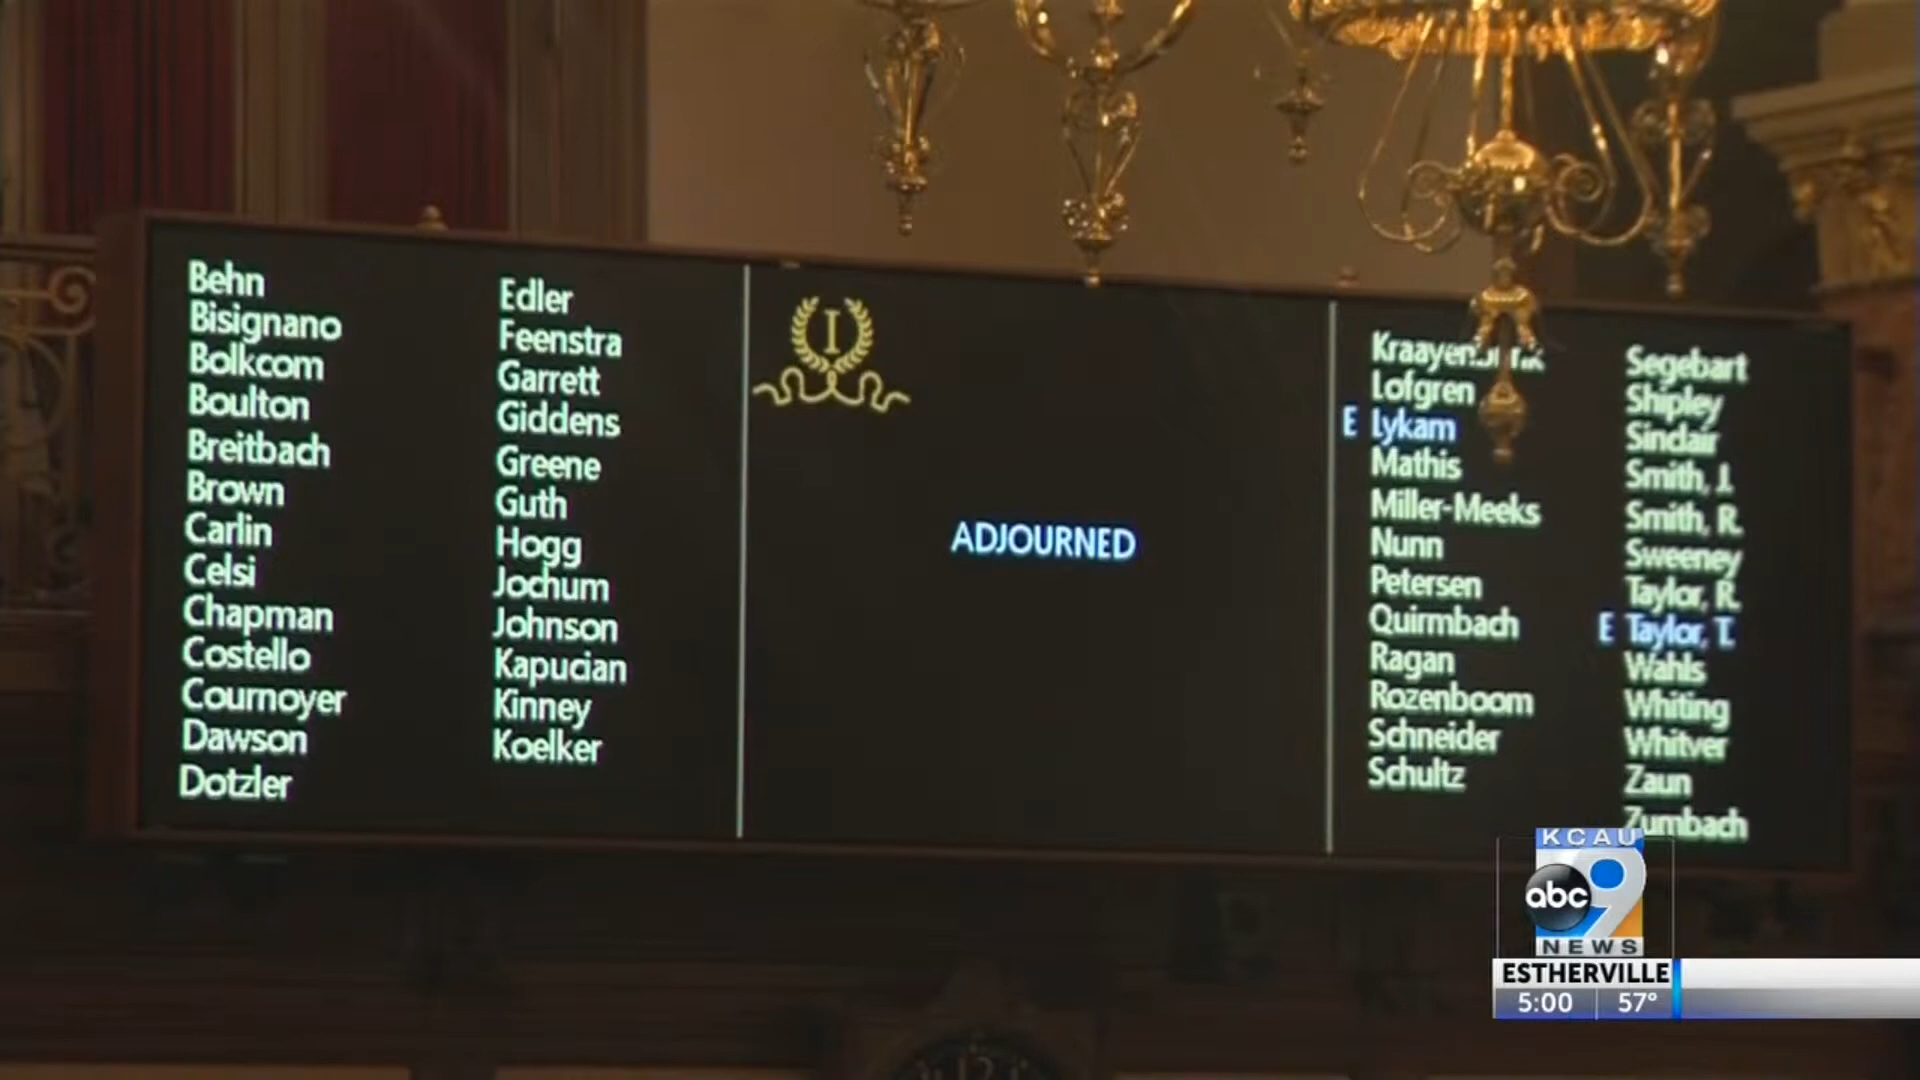 Behn
Bisignano
Bolkcom
Boulton
Breitbach
Brown
Carlin
Celsi
Chapman
Costello
Cournoyer
Dawson
Dotzler
Edler
Feenstra
Garrett
Giddens
Greene
Guth
Hogg
Jochum
Johnson
Kapucian
Kinney
Koelker
I
ADJOURNED
Lofgren
E Lykam
Mathis
Miller-Meeks
Nunn
Petersen
Quirmbach
Ragan
Rozenboom
Schneider
Schultz
Segebart
Shipley
Sinclair
Smith, J.
Smith, R.
Sweeney
Taylor, R.
E Taylor, T.
Wahls
Whiting
Whitver
Zaun
Zumbach
KCAU
abc 9
NEWS
ESTHERVILLE
5:00 57°
12